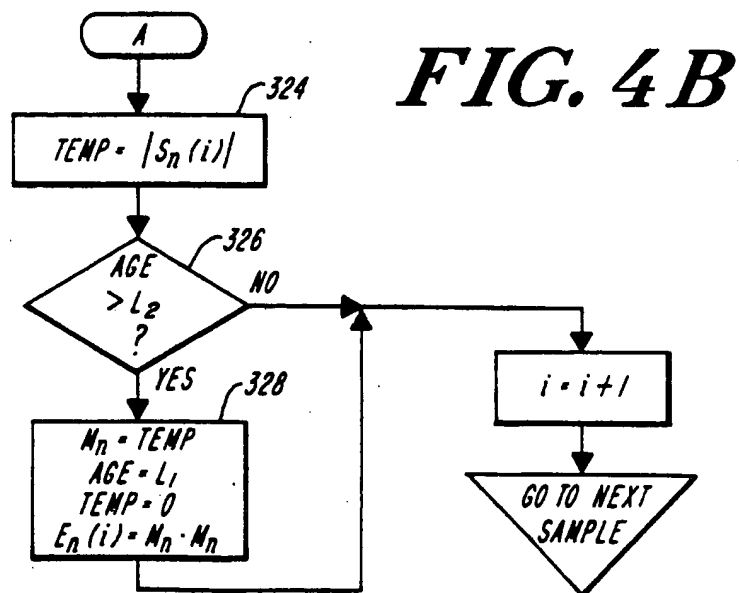 A
FIG. 4B
324
TEMP = |Sn(i)|
326
AGE
> L2
?
NO
YES
328
Mn = TEMP
AGE = L1
TEMP = 0
En(i) = Mn · Mn
i = i + 1
GO TO NEXT
SAMPLE